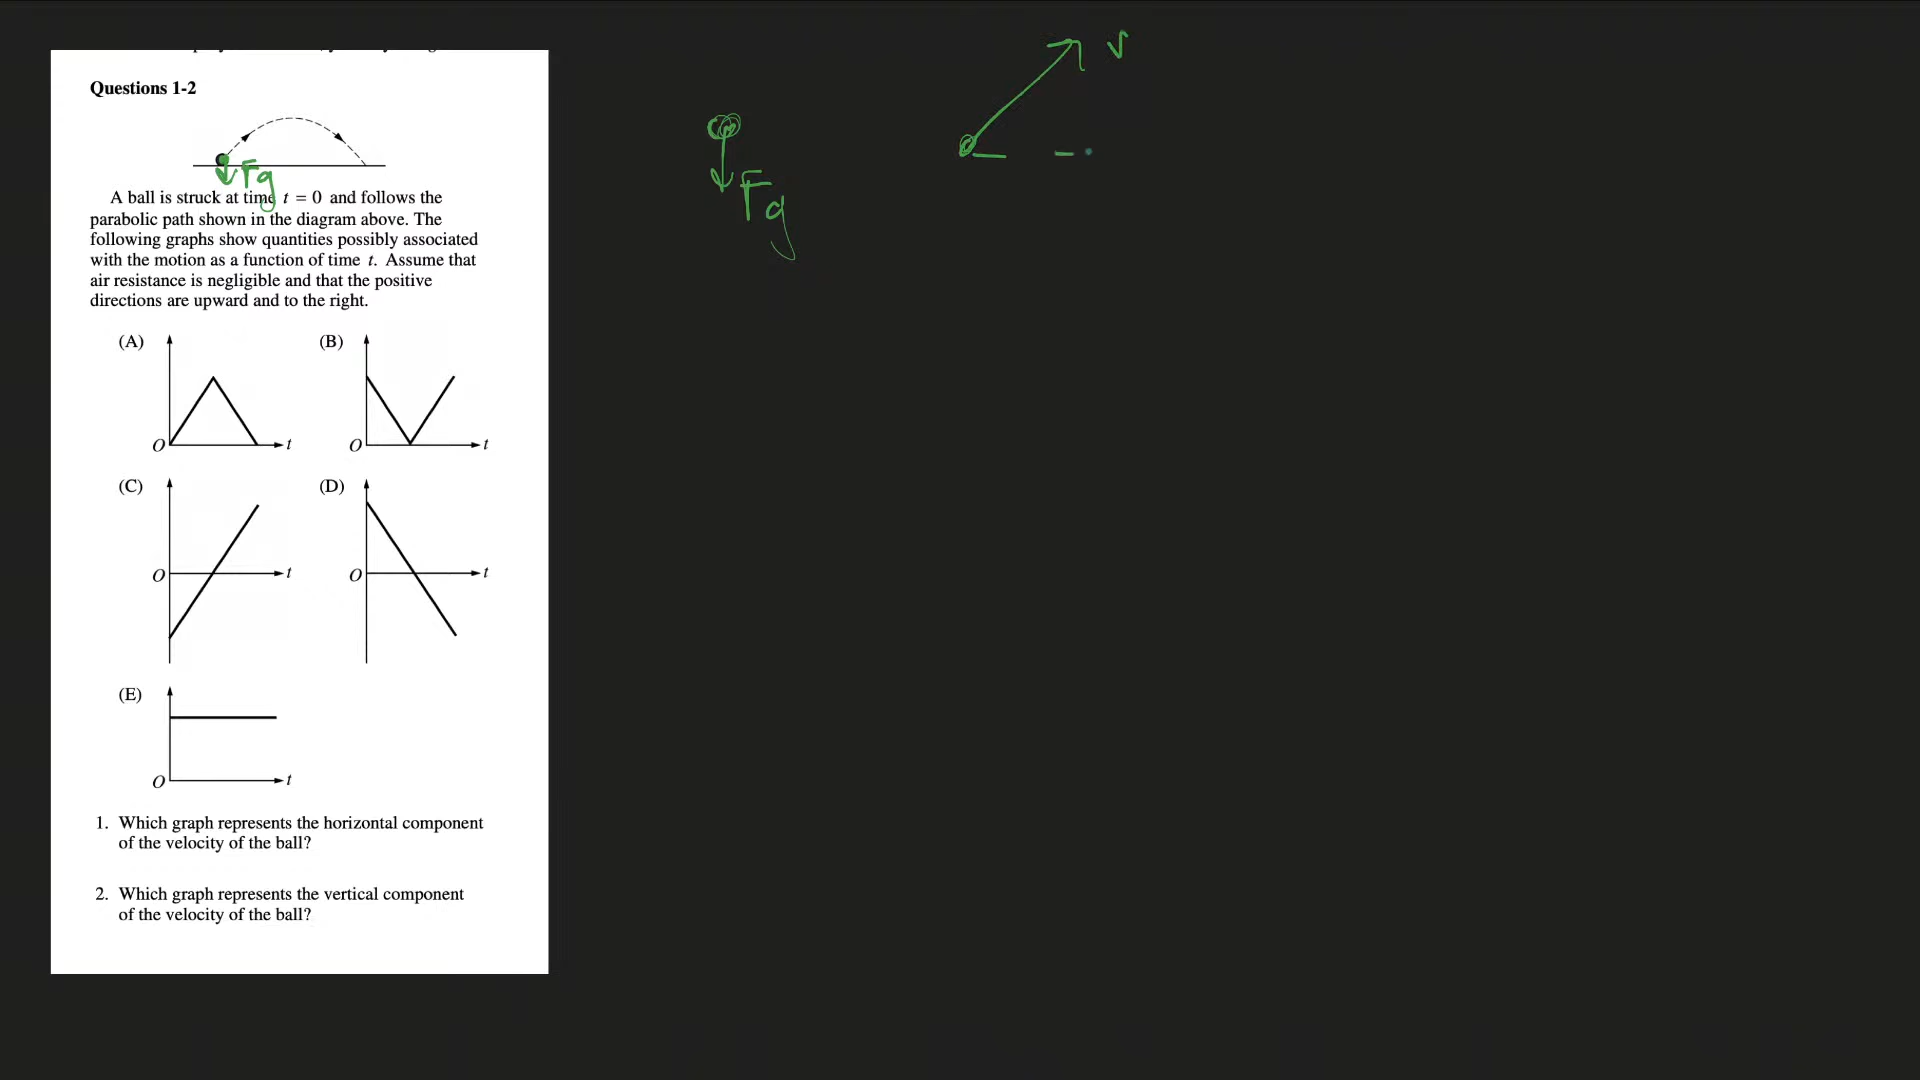 Questions 1-2
Fg
A ball is struck at time t = 0 and follows the
parabolic path shown in the diagram above. The
following graphs show quantities possibly associated
with the motion as a function of time t. Assume that
air resistance is negligible and that the positive
directions are upward and to the right.
(A)
O
t
(B)
O
t
(C)
O
t
(D)
O
t
(E)
O
t
1. Which graph represents the horizontal component
of the velocity of the ball?
2. Which graph represents the vertical component
of the velocity of the ball?
Fg
v